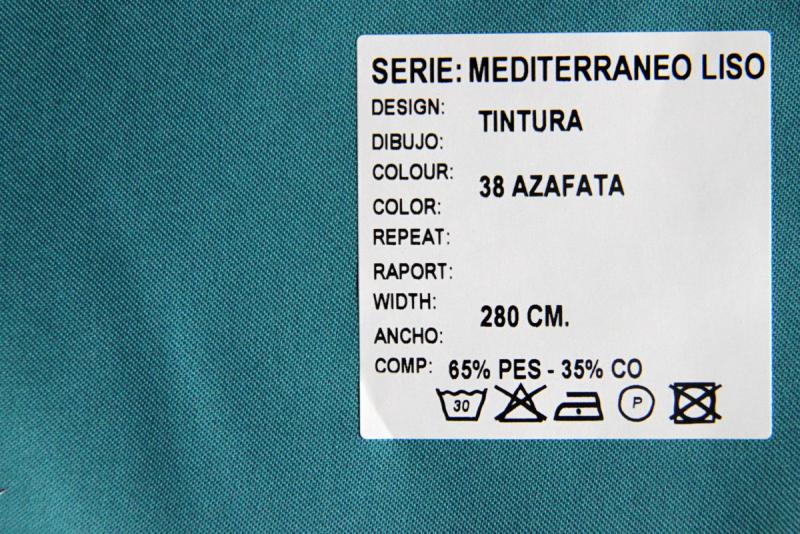 SERIE: MEDITERRANEO LISO
DESIGN:
TINTURA
DIBUJO:
COLOUR:
38 AZAFATA
COLOR:
REPEAT:
RAPORT:
WIDTH:
280 CM.
ANCHO:
COMP: 65% PES - 35% CO
30 P